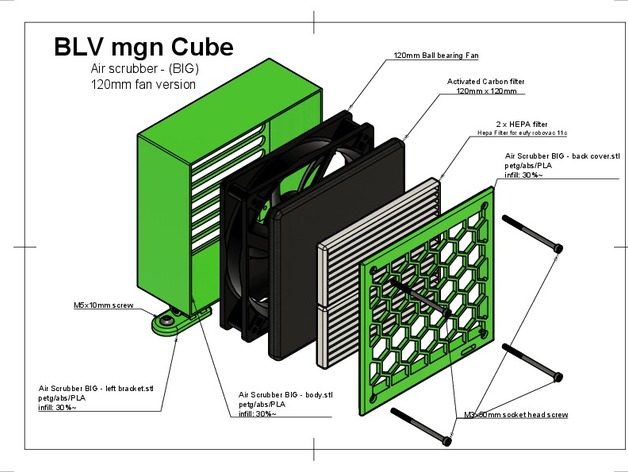 BLV mgn Cube
Air scrubber - (BIG)
120mm fan version
120mm Ball bearing Fan
Activated Carbon filter
120mm x 120mm
2 x HEPA filter
Hepa Filter for eufy robovac 11c
Air Scrubber BIG - back cover.stl
petg/abs/PLA
infill: 30%~
M5x10mm screw
Air Scrubber BIG - left bracket.stl
petg/abs/PLA
infill: 30%~
Air Scrubber BIG - body.stl
petg/abs/PLA
infill: 30%~
socket head screw